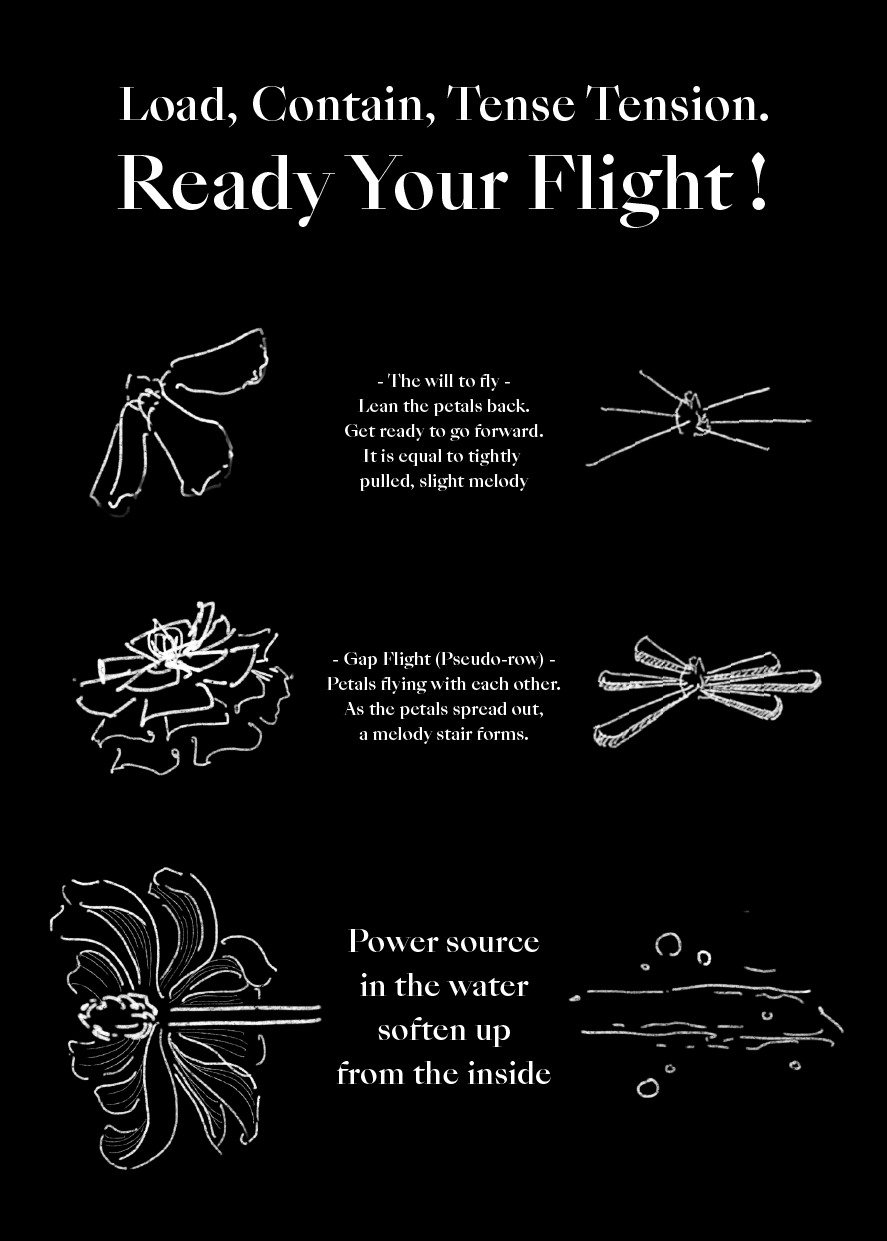 Load, Contain, Tense Tension.
Ready Your Flight !
- The will to fly -
Lean the petals back.
Get ready to go forward.
It is equal to tightly
pulled, slight melody
- Gap Flight (Pseudo-row) -
Petals flying with each other.
As the petals spread out,
a melody stair forms.
Power source
in the water
soften up
from the inside